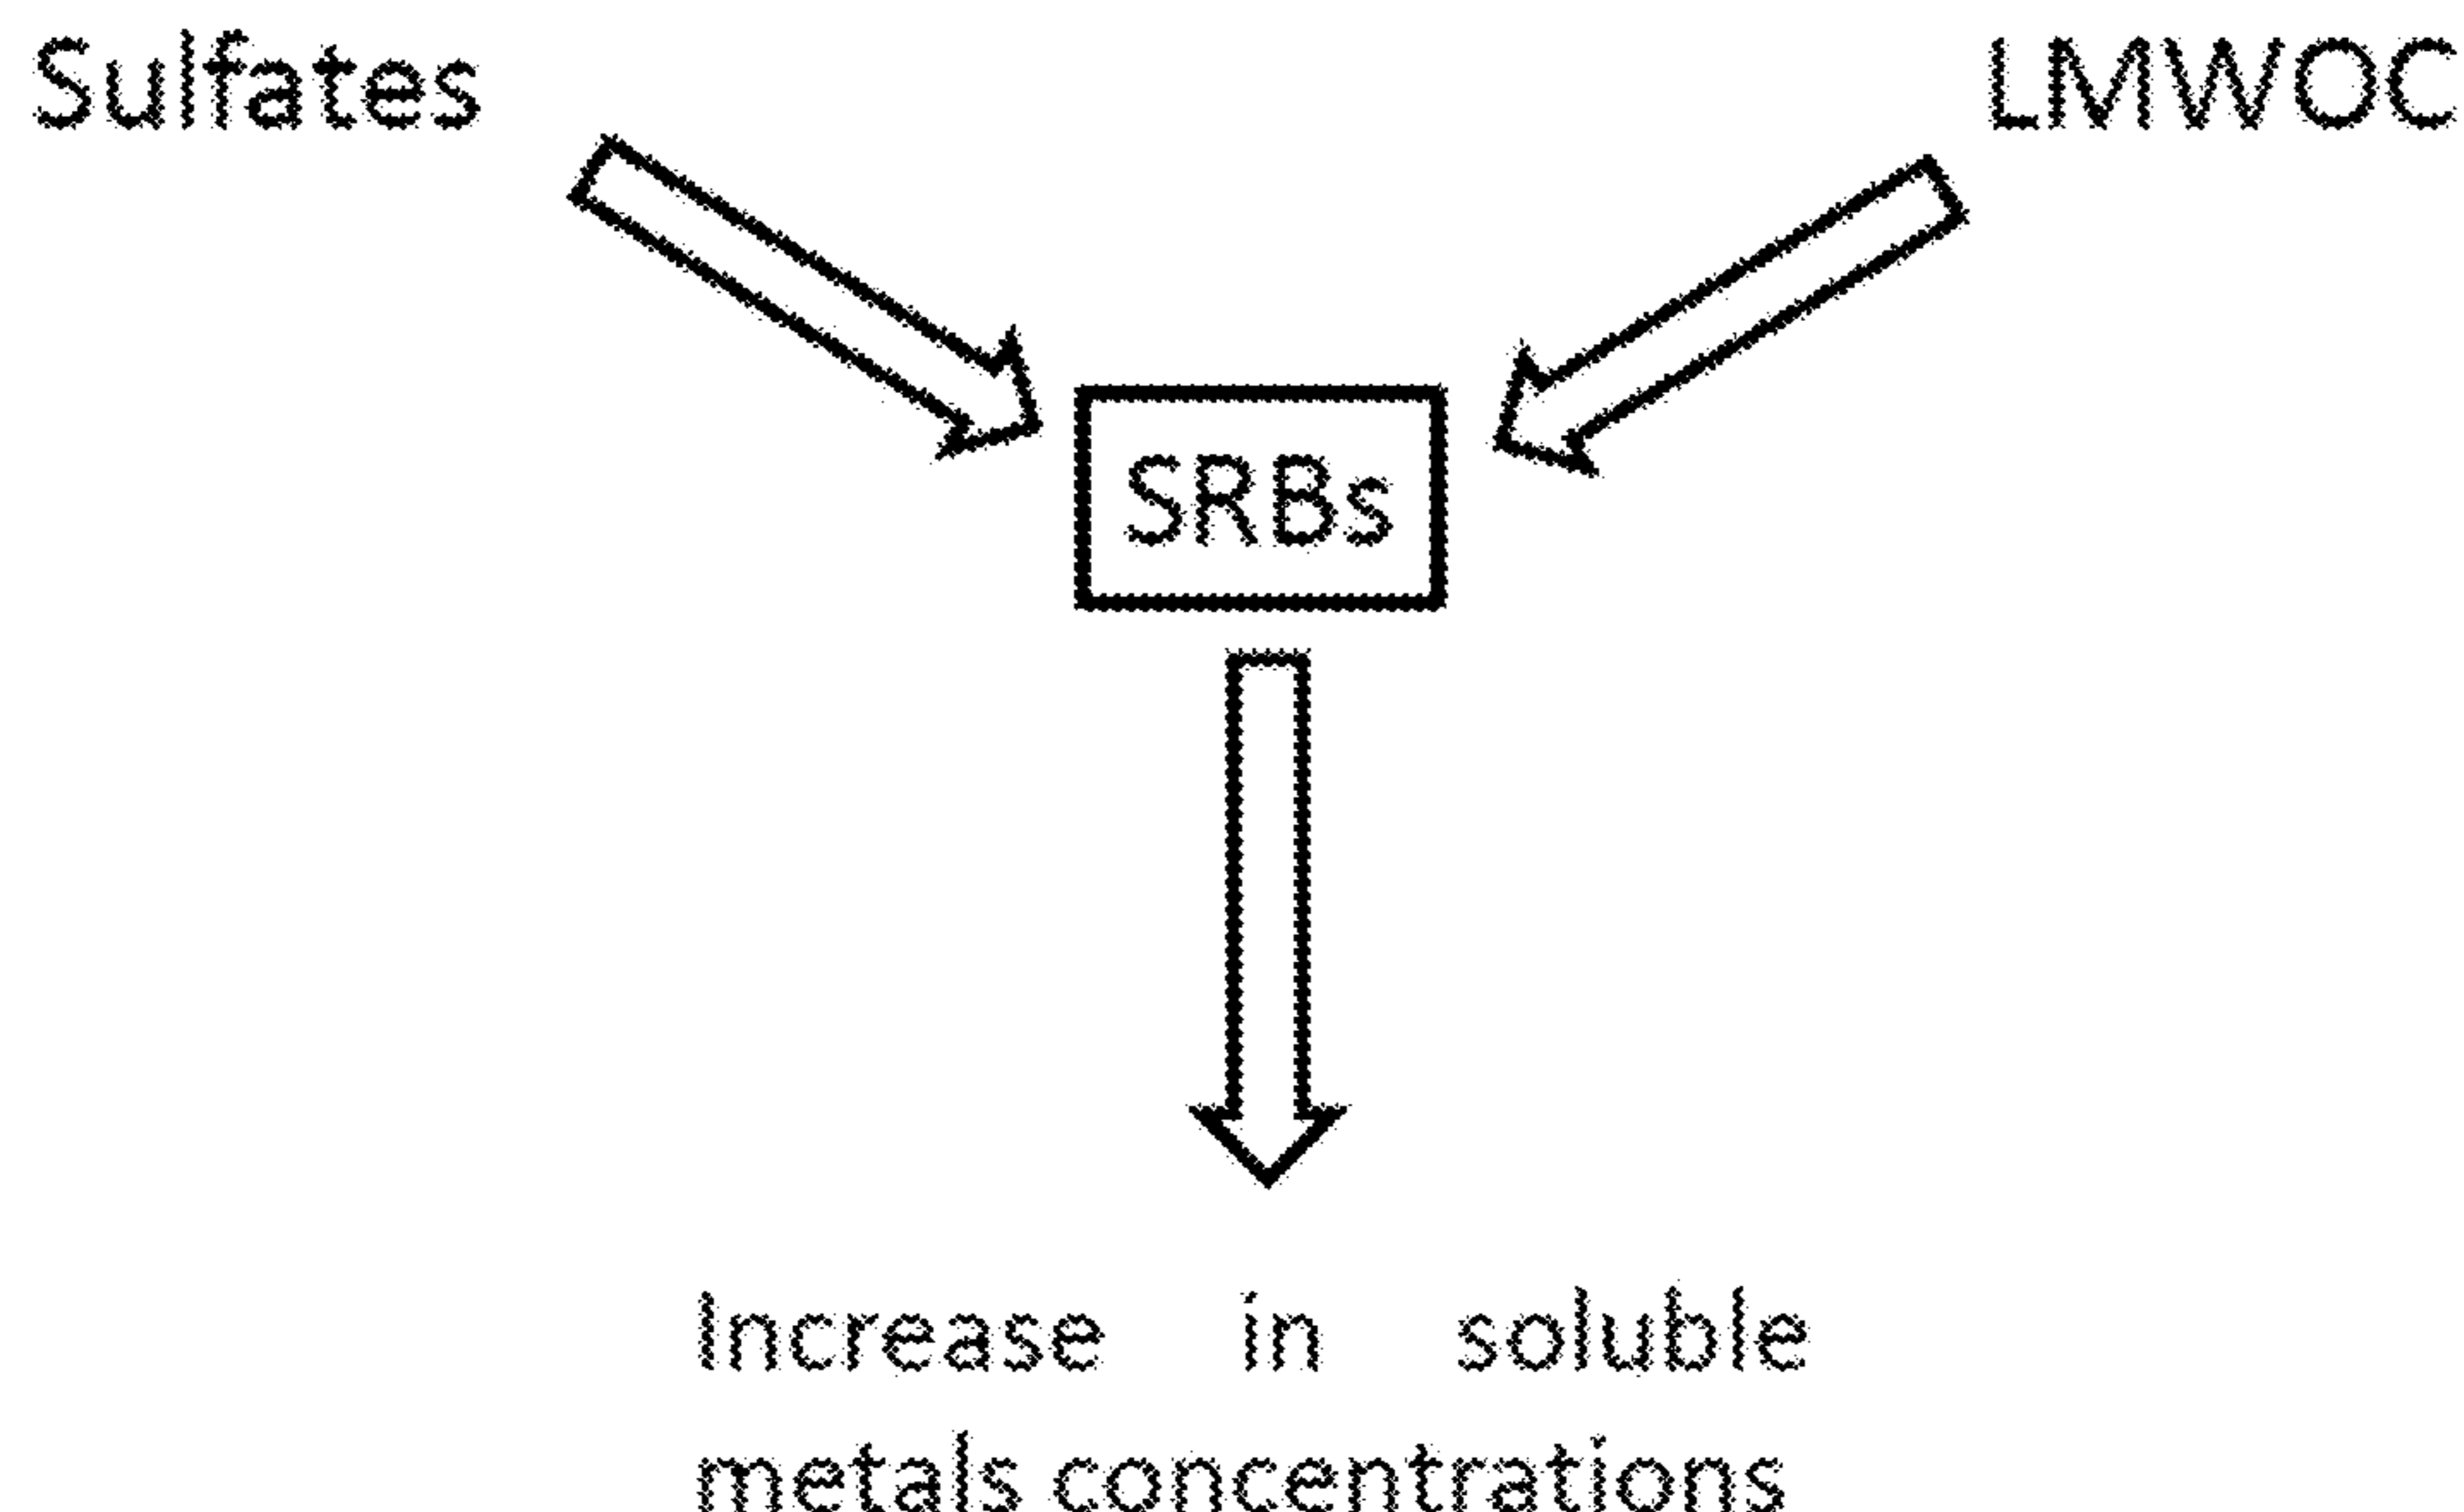 Sulfates
LMWOC
SRBs
Increase in soluble
metals concentrations